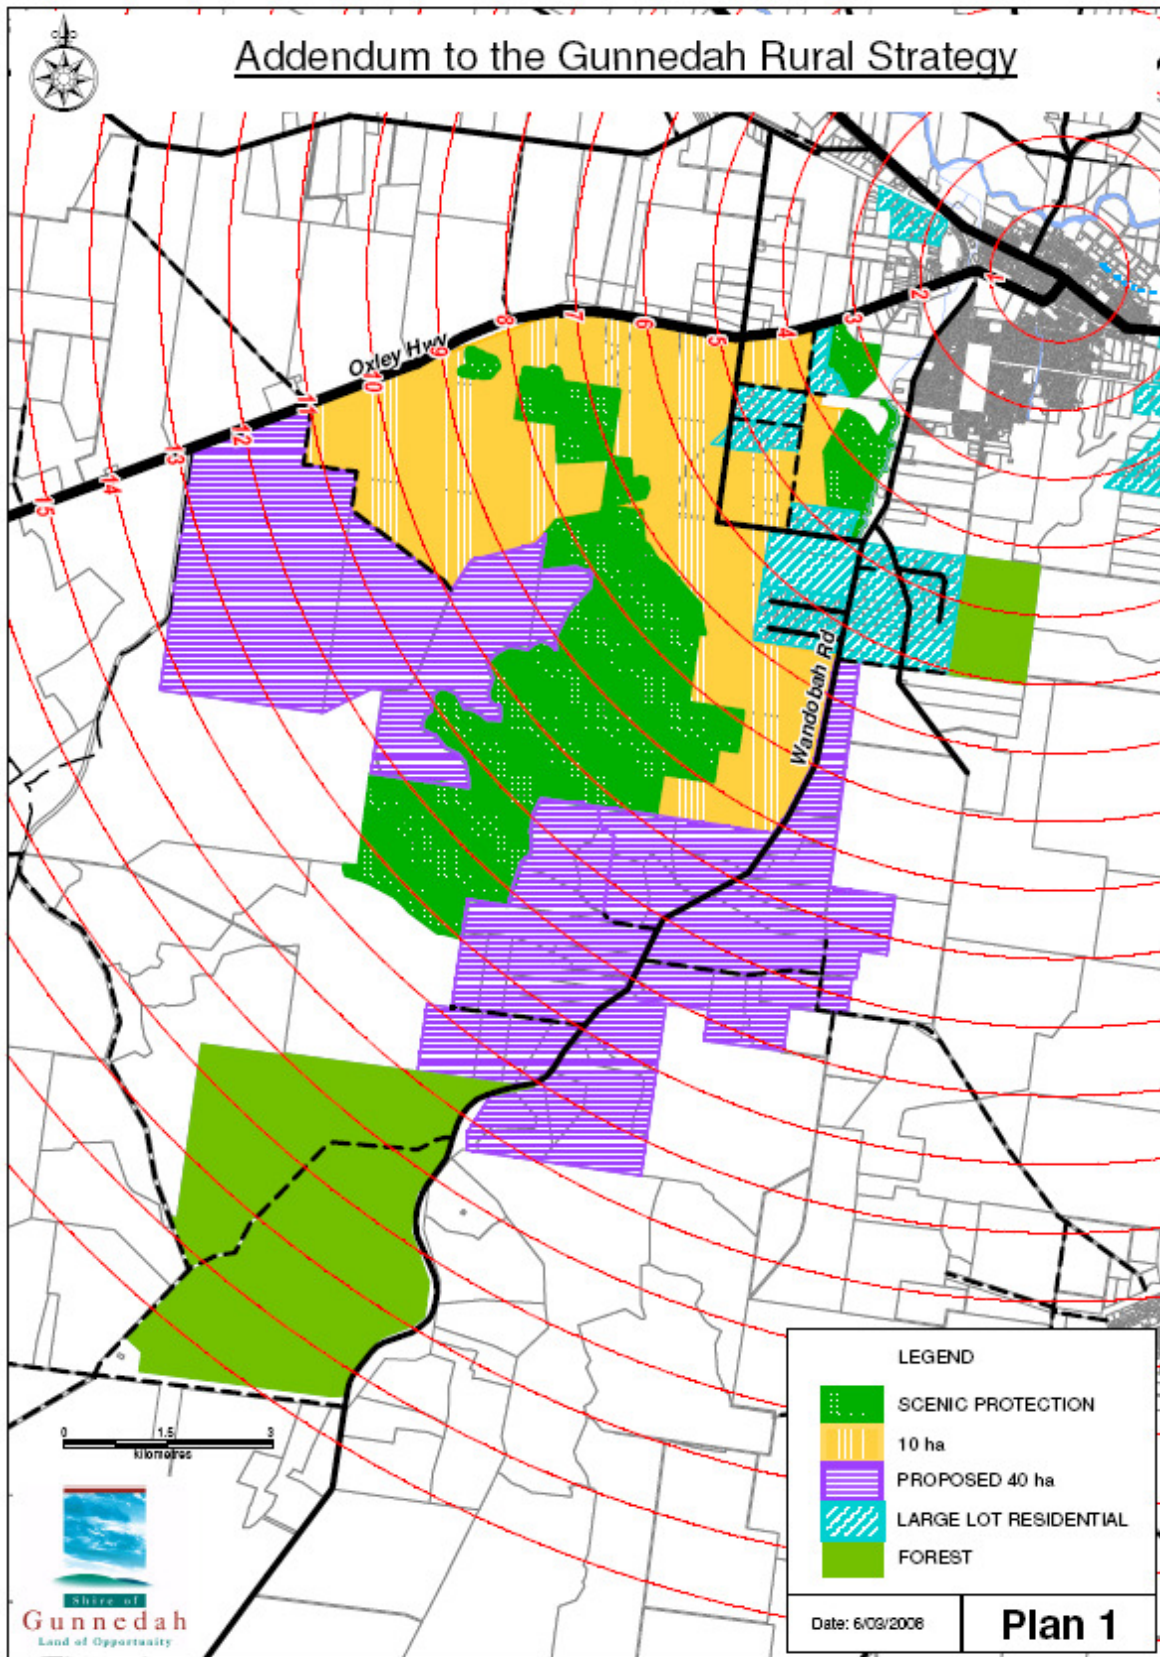 Addendum to the Gunnedah Rural Strategy
1
2
3
4
5
6
7
8
9
10
11
12
13
14
15
Oxley Hwy
Wandobah Rd
LEGEND
SCENIC PROTECTION
10 ha
PROPOSED 40 ha
LARGE LOT RESIDENTIAL
FOREST
0 1.5 3
kilometres
Shire of
Gunnedah
Land of Opportunity
Date: 6/03/2008
Plan 1